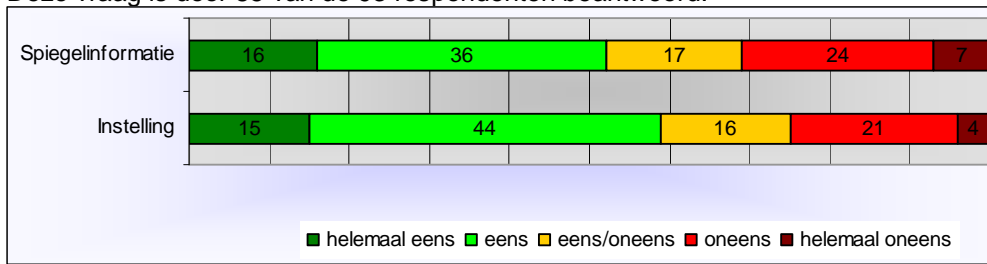 Spiegelinformatie 16 36 17 24 7
Instelling 15 44 16 21 4
helemaal eens eens eens/oneens oneens helemaal oneens